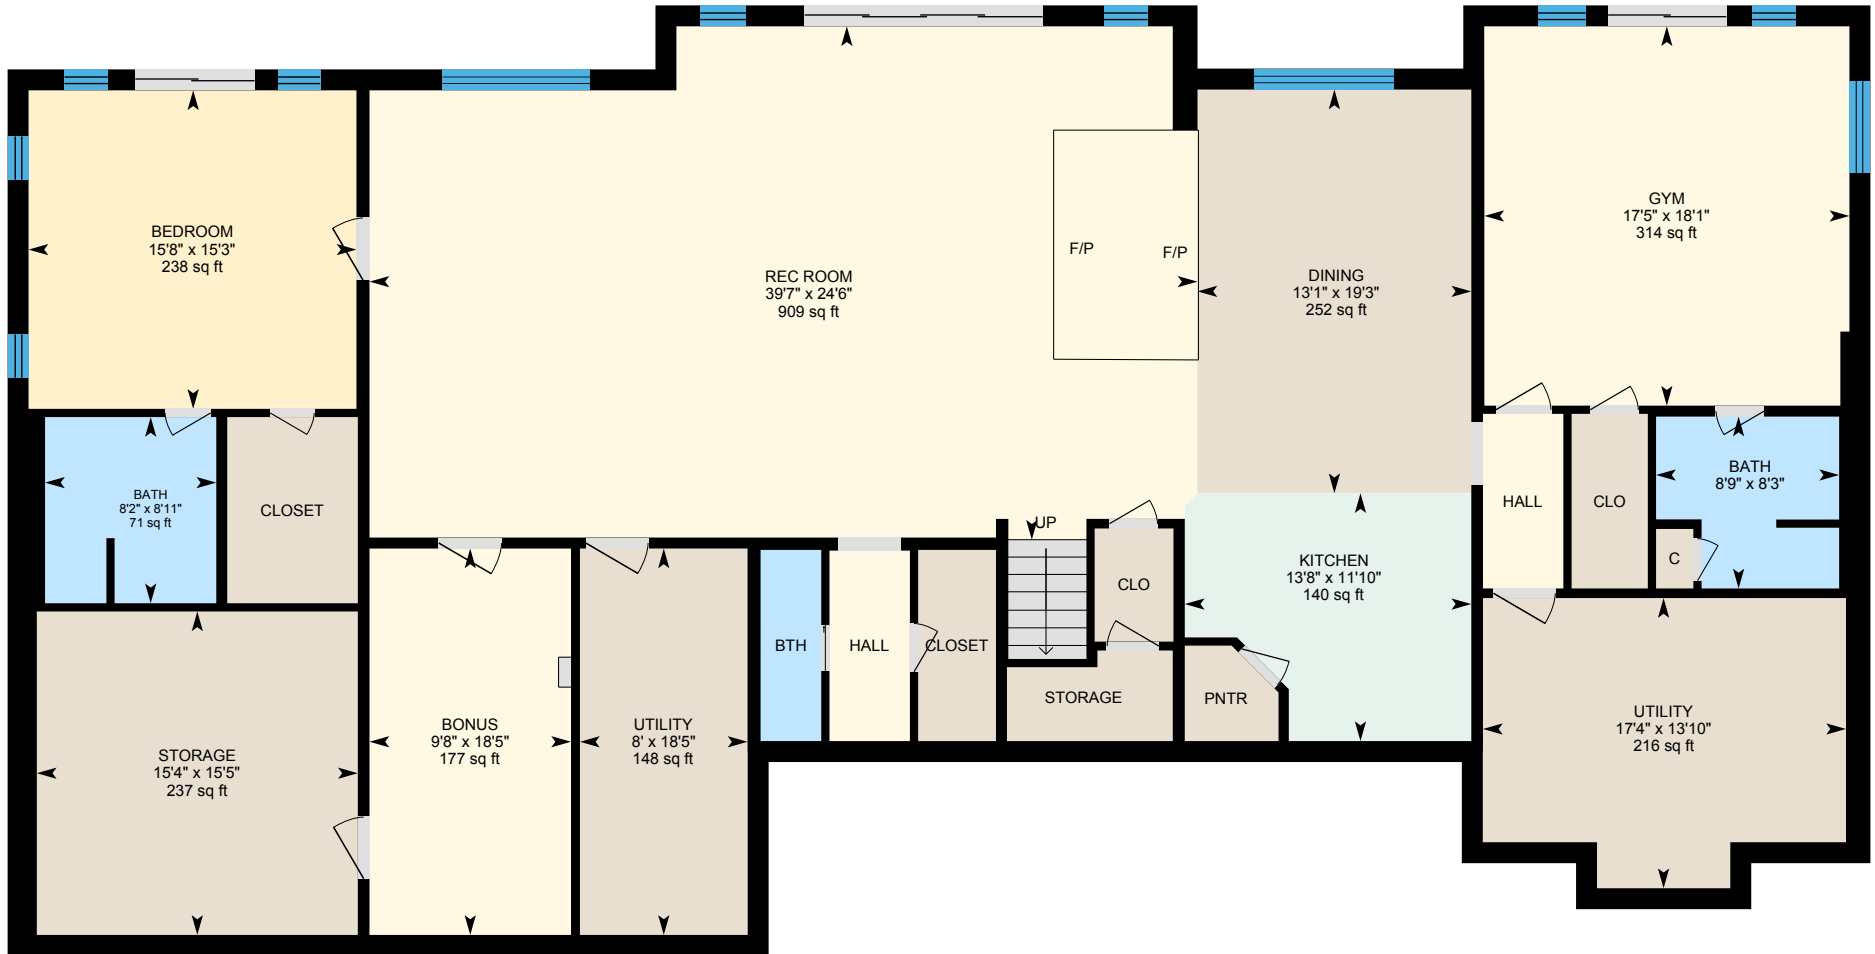 BEDROOM
15'8" x 15'3"
238 sq ft
REC ROOM
39'7" x 24'6"
909 sq ft
F/P
F/P
DINING
13'1" x 19'3"
252 sq ft
GYM
17'5" x 18'1"
314 sq ft
BATH
8'2" x 8'11"
71 sq ft
CLOSET
UP
CLO
KITCHEN
13'8" x 11'10"
140 sq ft
HALL
CLO
BATH
8'9" x 8'3"
C
STORAGE
15'4" x 15'5"
237 sq ft
BONUS
9'8" x 18'5"
177 sq ft
UTILITY
8' x 18'5"
148 sq ft
BTH
HALL
CLOSET
STORAGE
PNTR
UTILITY
17'4" x 13'10"
216 sq ft